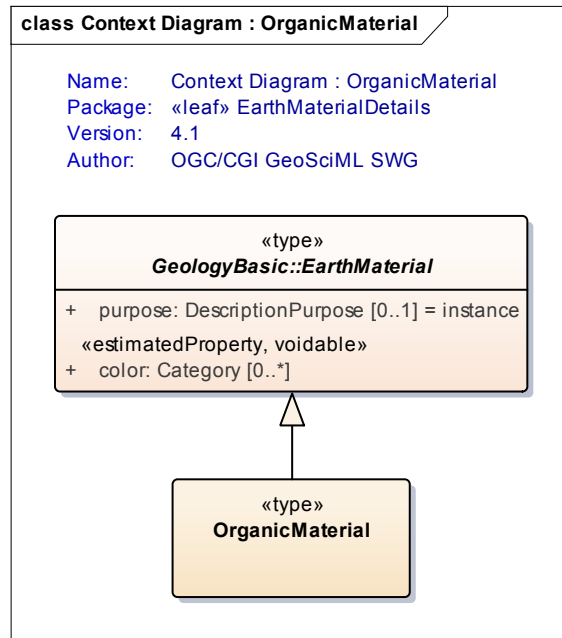 class Context Diagram : OrganicMaterial
Name: Context Diagram : OrganicMaterial
Package: «leaf» EarthMaterialDetails
Version: 4.1
Author: OGC/CGI GeoSciML SWG
«type»
GeologyBasic::EarthMaterial
+ purpose: DescriptionPurpose [0..1] = instance
«estimatedProperty, voidable»
+ color: Category [0..*]
«type»
OrganicMaterial